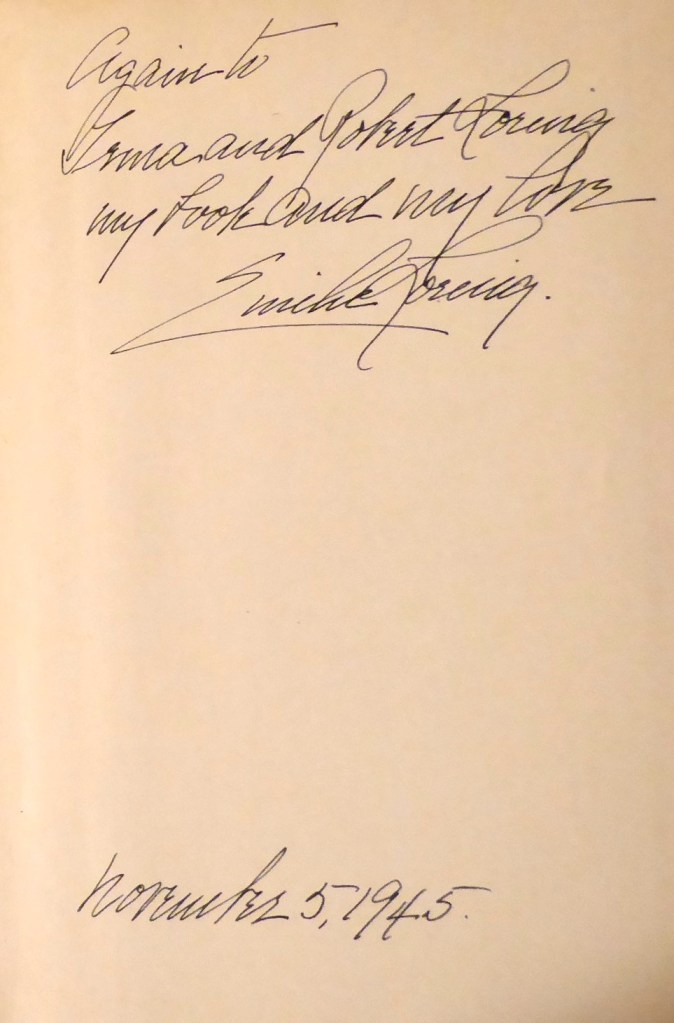 Again to
Irma and Robert Loring
my book and my love
Emilie Loring.
November 5, 1945.